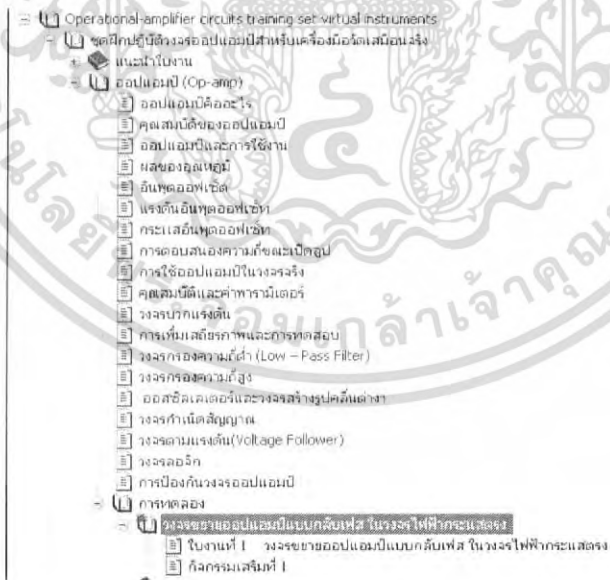 Operational-amplifier circuits training set virtual instruments
ชุดฝึกปฏิบัติวงจรออปแอมป์สำหรับเครื่องมือวัดเสมือนจริง
แนะนำใบงาน
ออปแอมป์ (Op-amp)
ออปแอมป์คืออะไร
คุณสมบัติของออปแอมป์
ออปแอมป์และการใช้งาน
ผลของอุณหภูมิ
อินพุตออฟเซ็ต
แรงดันอินพุตออฟเซ็ท
กระแสอินพุตออฟเซ็ท
การตอบสนองความถี่ขณะเปิดลูป
การใช้ออปแอมป์ในวงจรจริง
คุณสมบัติและค่าพารามิเตอร์
วงจรบวกแรงดัน
การเพิ่มเสถียรภาพและการทดสอบ
วงจรกรองความถี่ต่ำ (Low – Pass Filter)
วงจรกรองความถี่สูง
ออสซิลเลเตอร์และวงจรสร้างรูปคลื่นต่างๆ
วงจรกำเนิดสัญญาณ
วงจรตามแรงดัน(Voltage Follower)
วงจรลอจิก
การป้องกันวงจรออปแอมป์
การทดลอง
วงจรขยายออปแอมป์แบบกลับเฟส ในวงจรไฟฟ้ากระแสตรง
ใบงานที่ 1 วงจรขยายออปแอมป์แบบกลับเฟส ในวงจรไฟฟ้ากระแสตรง
กิจกรรมเสริมที่ 1